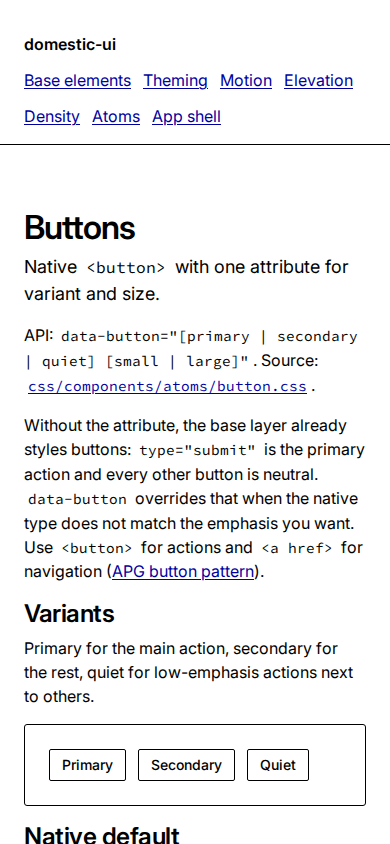 domestic-ui
Base elements Theming Motion Elevation
Density Atoms App shell
Buttons
Native <button> with one attribute for
variant and size.
API: data-button="[primary | secondary
| quiet] [small | large]". Source:
css/components/atoms/button.css.
Without the attribute, the base layer already
styles buttons: type="submit" is the primary
action and every other button is neutral.
data-button overrides that when the native
type does not match the emphasis you want.
Use <button> for actions and <a href> for
navigation (APG button pattern).
Variants
Primary for the main action, secondary for
the rest, quiet for low-emphasis actions next
to others.
Primary Secondary Quiet
Native default